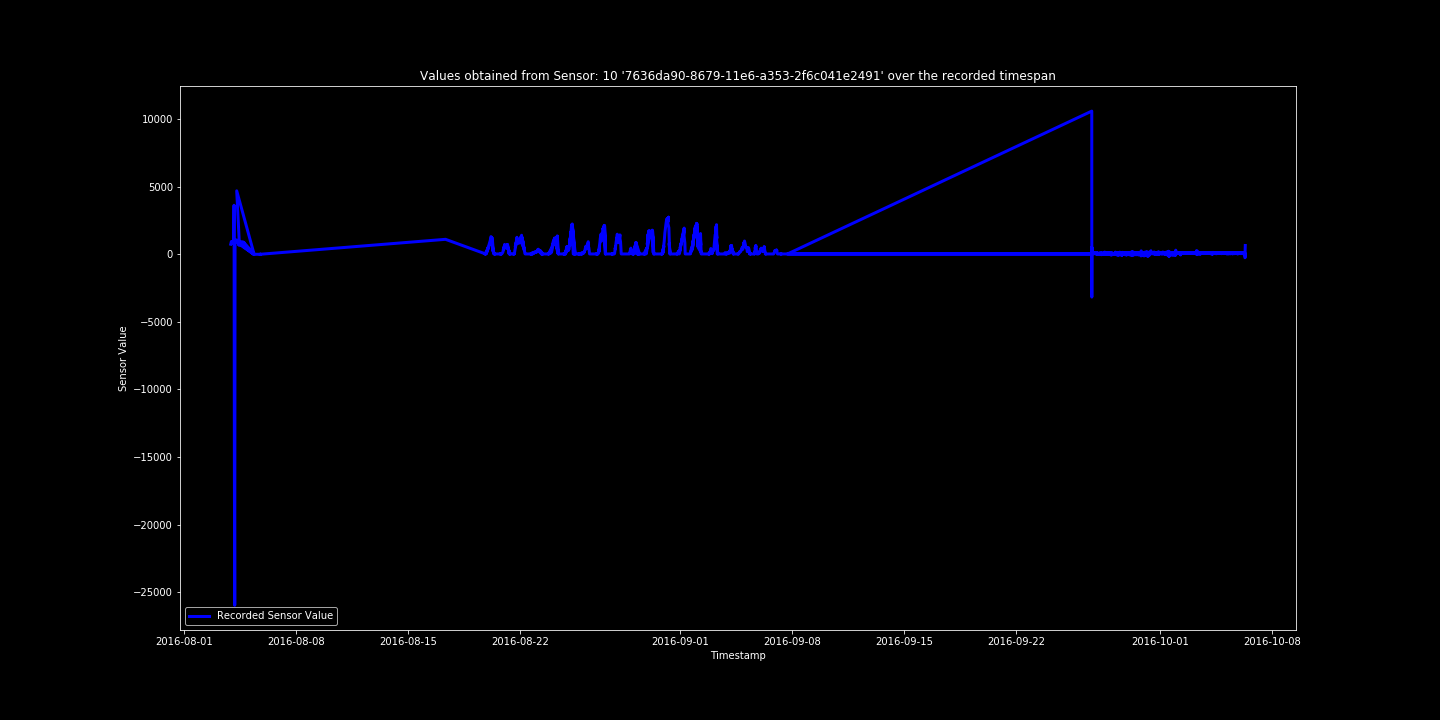 Values obtained from Sensor: 10 '7636da90-8679-11e6-a353-2f6c041e2491' over the recorded timespan
10000
5000
0
−5000
−10000
−15000
−20000
−25000
Sensor Value
Recorded Sensor Value
2016-08-01 2016-08-08 2016-08-15 2016-08-22 2016-09-01 2016-09-08 2016-09-15 2016-09-22 2016-10-01 2016-10-08
Timestamp